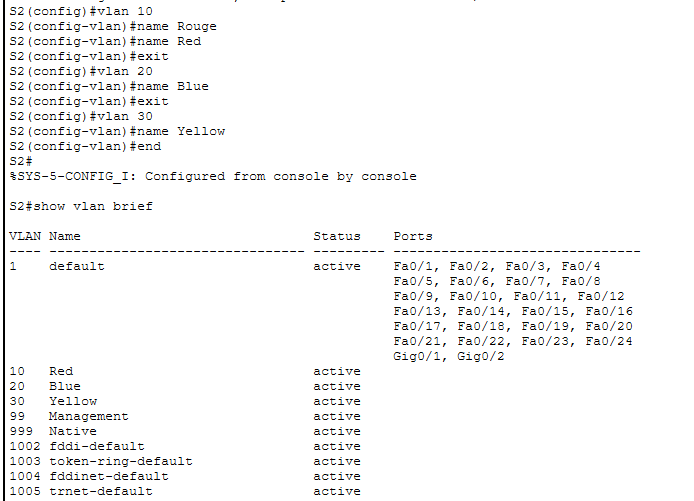 S2(config)#vlan 10
S2(config-vlan)#name Rouge
S2(config-vlan)#name Red
S2(config-vlan)#exit
S2(config)#vlan 20
S2(config-vlan)#name Blue
S2(config-vlan)#exit
S2(config)#vlan 30
S2(config-vlan)#name Yellow
S2(config-vlan)#end
S2#
%SYS-5-CONFIG_I: Configured from console by console
S2#show vlan brief
VLAN Name                             Status    Ports
---- -------------------------------- --------- -------------------------------
1    default                          active    Fa0/1, Fa0/2, Fa0/3, Fa0/4
                                                Fa0/5, Fa0/6, Fa0/7, Fa0/8
                                                Fa0/9, Fa0/10, Fa0/11, Fa0/12
                                                Fa0/13, Fa0/14, Fa0/15, Fa0/16
                                                Fa0/17, Fa0/18, Fa0/19, Fa0/20
                                                Fa0/21, Fa0/22, Fa0/23, Fa0/24
                                                Gig0/1, Gig0/2
10   Red                              active
20   Blue                             active
30   Yellow                           active
99   Management                       active
999  Native                           active
1002 fddi-default                     active
1003 token-ring-default               active
1004 fddinet-default                  active
1005 trnet-default                    active